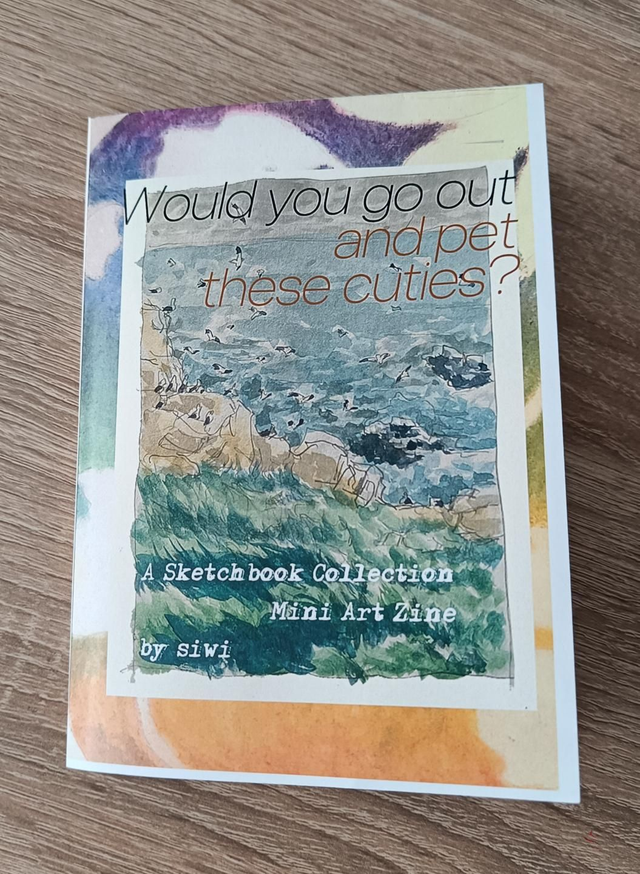 Would you go out
and pet
these cuties?
A Sketchbook Collection
Mini Art Zine
by siwi